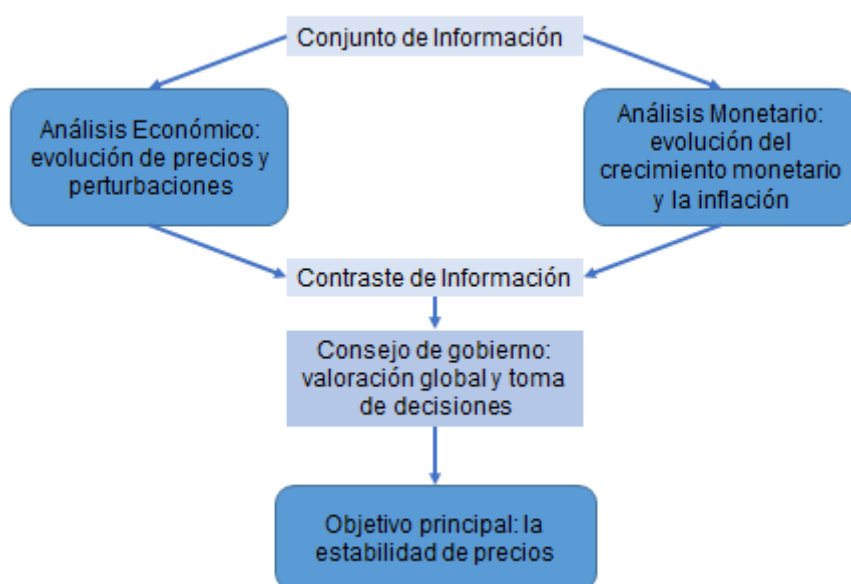 Conjunto de Información
Análisis Económico:
evolución de precios y
perturbaciones
Análisis Monetario:
evolución del
crecimiento monetario
y la inflación
Contraste de Información
Consejo de gobierno:
valoración global y toma
de decisiones
Objetivo principal: la
estabilidad de precios